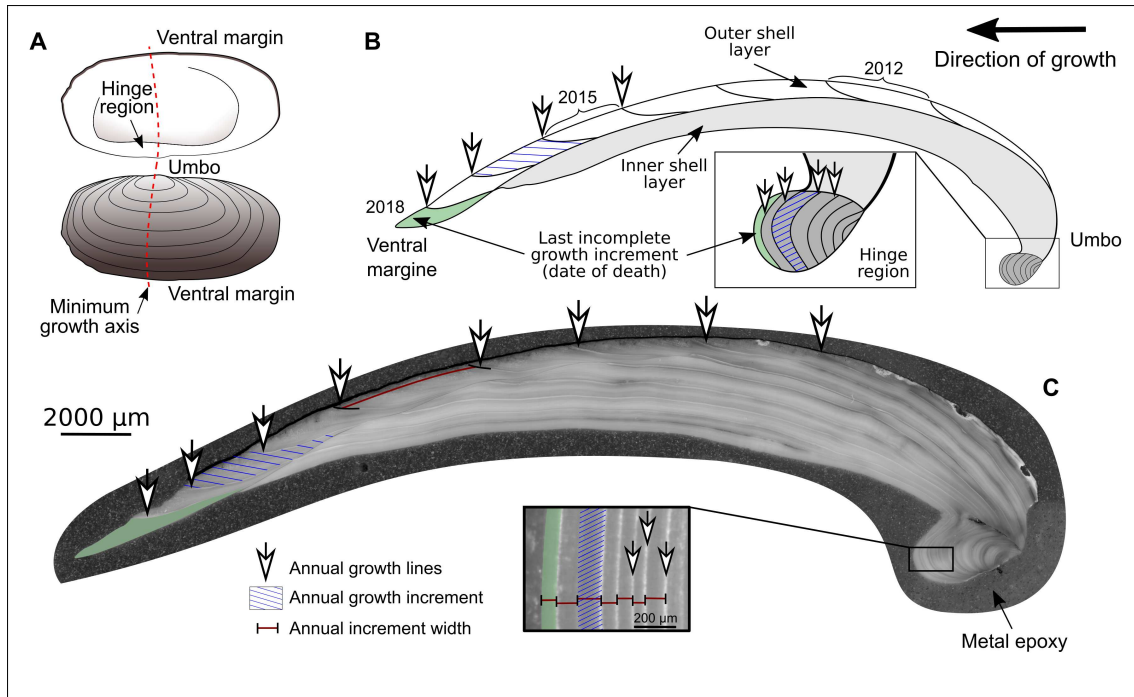 A
Ventral margin
Hinge
region
Umbo
Ventral margin
Minimum
growth axis
B
Outer shell
layer
2012
Direction of growth
2015
Inner shell
layer
2018
Ventral
margine
Last incomplete
growth increment
(date of death)
Hinge
region
Umbo
C
2000 µm
Annual growth lines
Annual growth increment
Annual increment width
200 µm
Metal epoxy